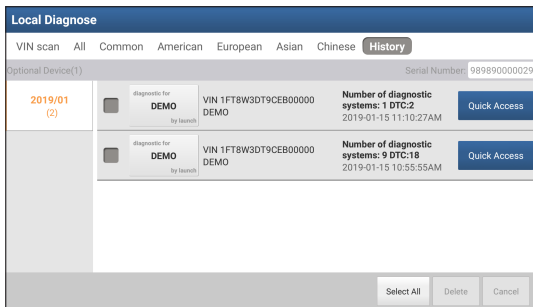 Local Diagnose
VIN scan All Common American European Asian Chinese History
Optional Device(1) Serial Number: 989890000029
2019/01
(2)
diagnostic for
DEMO
by launch
VIN 1FT8W3DT9CEB00000
DEMO
Number of diagnostic
systems: 1 DTC:2
2019-01-15 11:10:27AM
Quick Access
diagnostic for
DEMO
by launch
VIN 1FT8W3DT9CEB00000
DEMO
Number of diagnostic
systems: 9 DTC:18
2019-01-15 10:55:55AM
Quick Access
Select All Delete Cancel